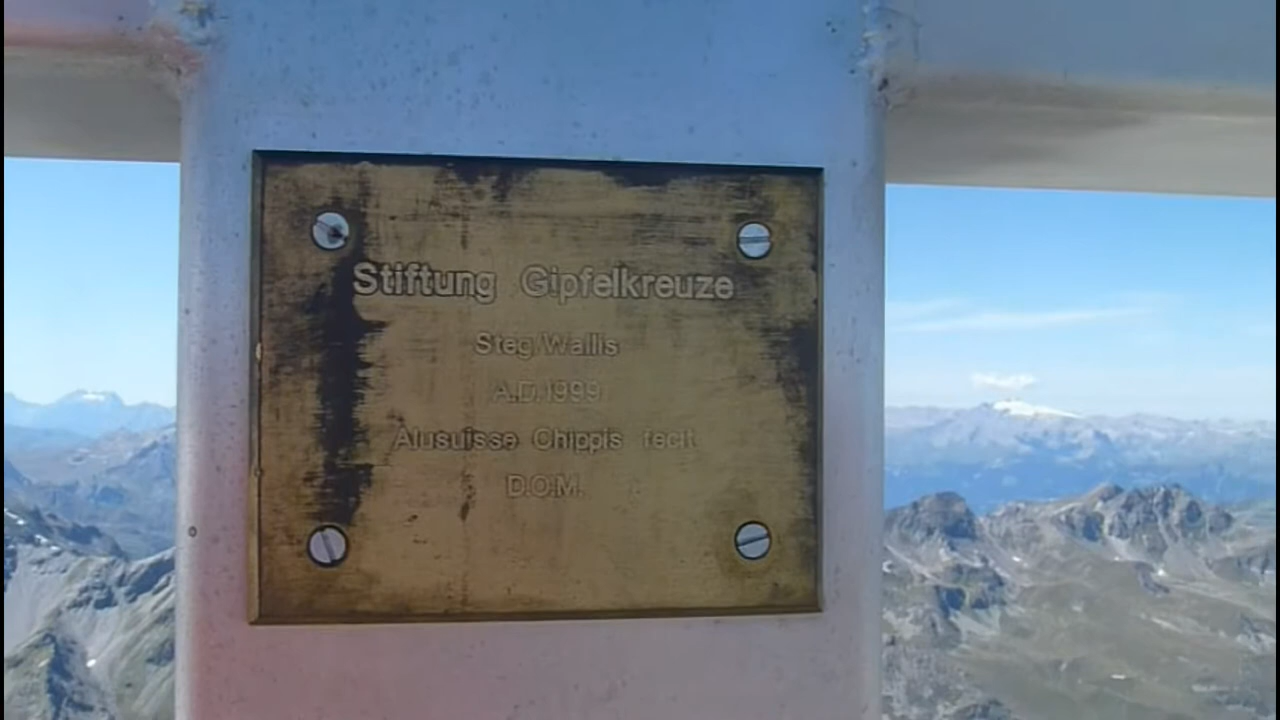 Stiftung Gipfelkreuze
Steg/Wallis
A.D. 1999
Alusuisse Chippis fecit
D.O.M.